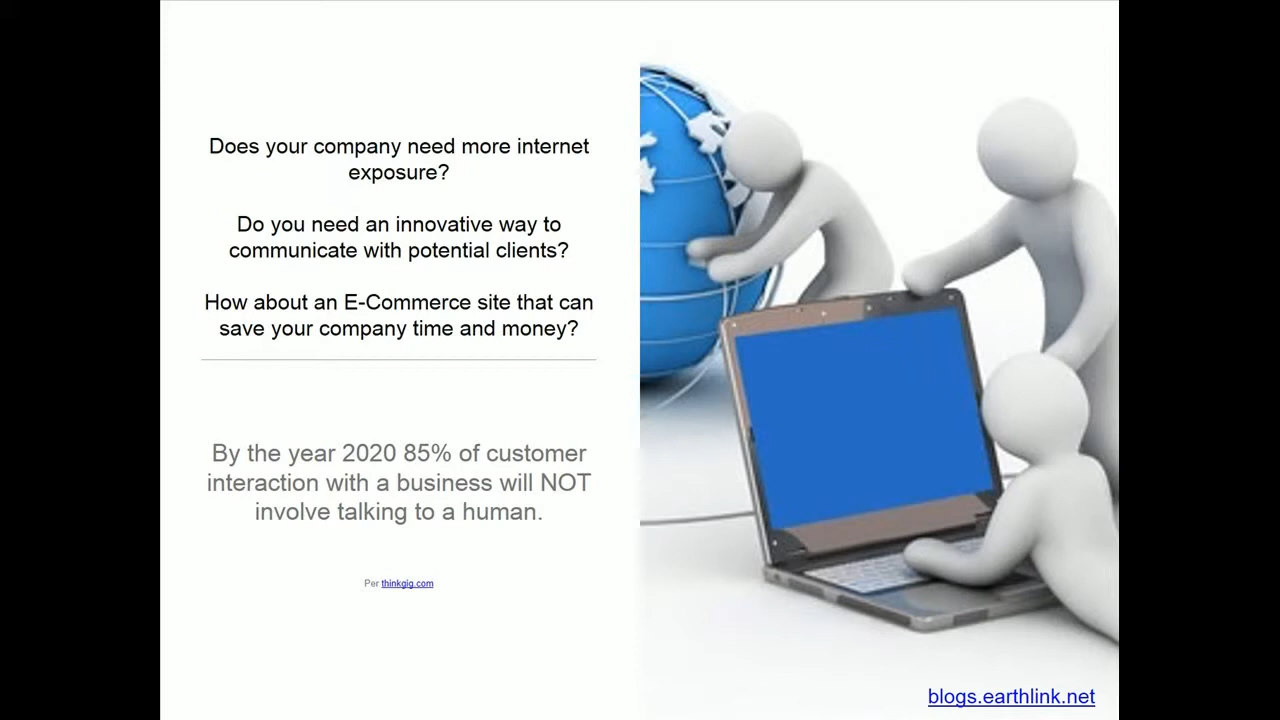 Does your company need more internet
exposure?
Do you need an innovative way to
communicate with potential clients?
How about an E-Commerce site that can
save your company time and money?
By the year 2020 85% of customer
interaction with a business will NOT
involve talking to a human.
Per thinkgig.com
blogs.earthlink.net